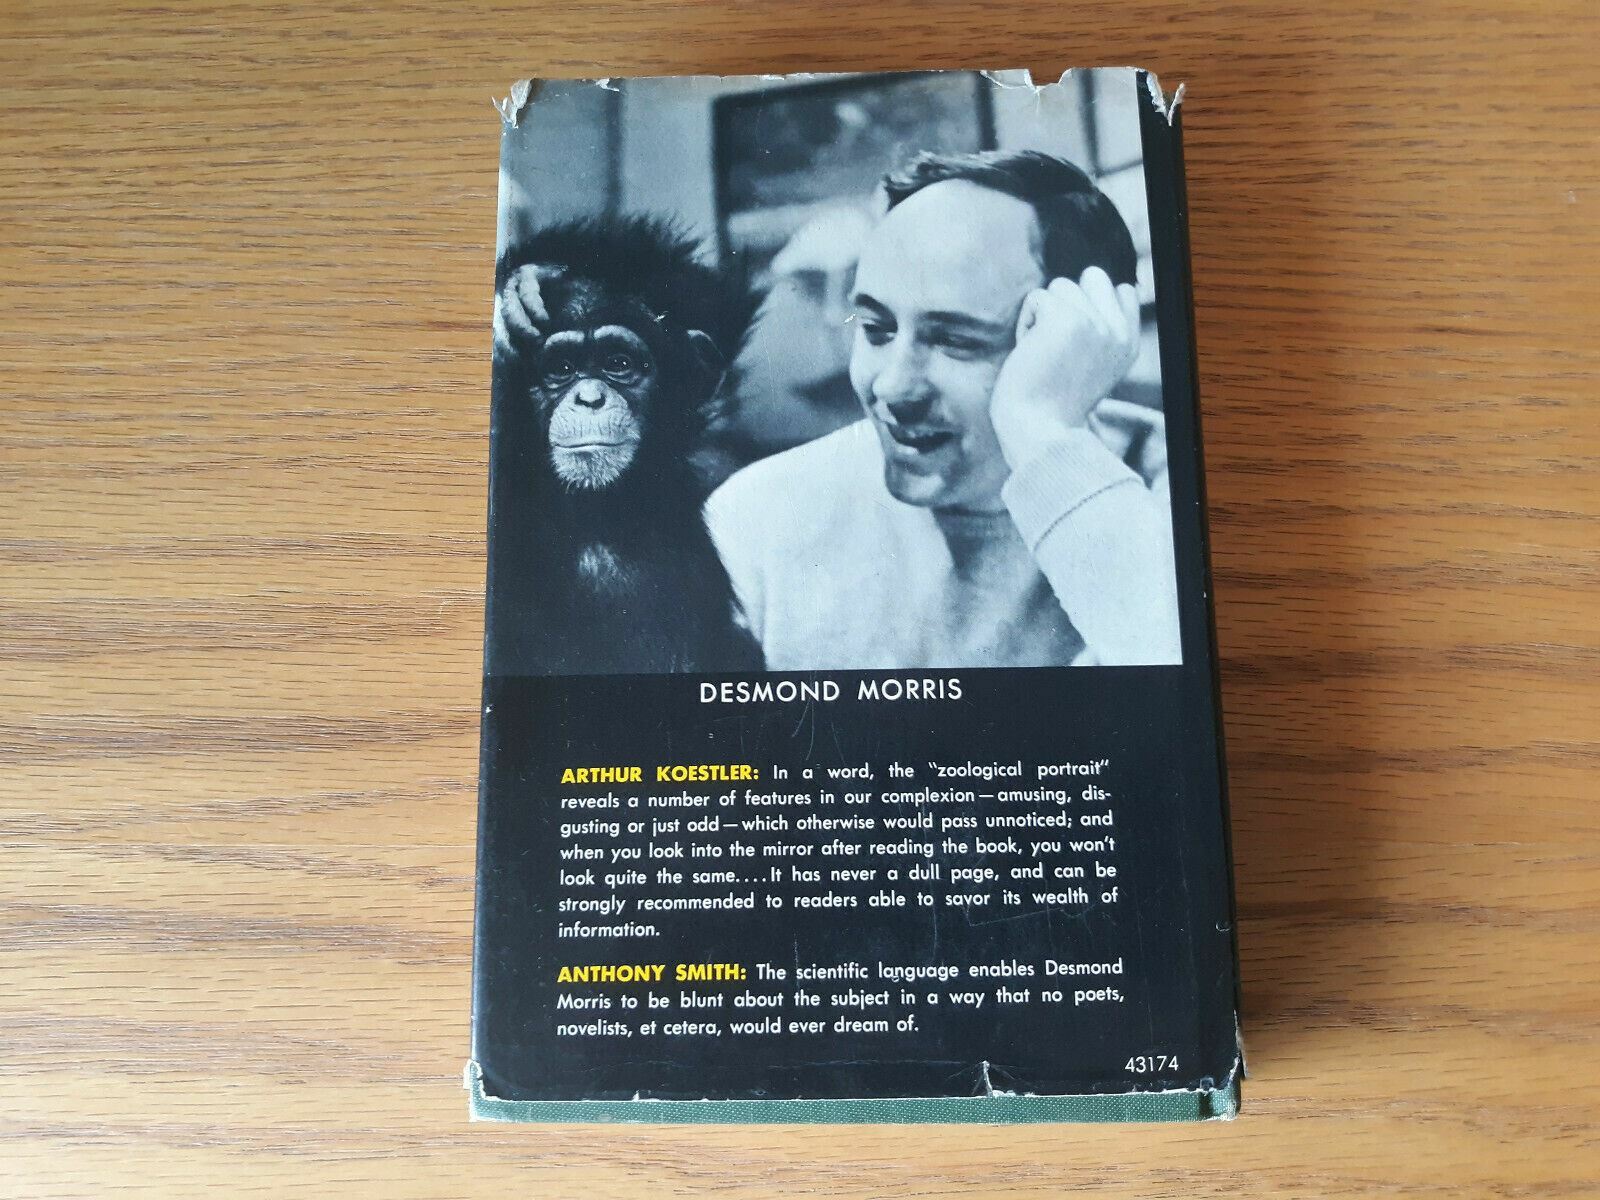 DESMOND MORRIS
ARTHUR KOESTLER: In a word, the "zoological portrait"
reveals a number of features in our complexion—amusing, dis-
gusting or just odd—which otherwise would pass unnoticed; and
when you look into the mirror after reading the book, you won't
look quite the same....It has never a dull page, and can be
strongly recommended to readers able to savor its wealth of
information.
ANTHONY SMITH: The scientific language enables Desmond
Morris to be blunt about the subject in a way that no poets,
novelists, et cetera, would ever dream of.
43174